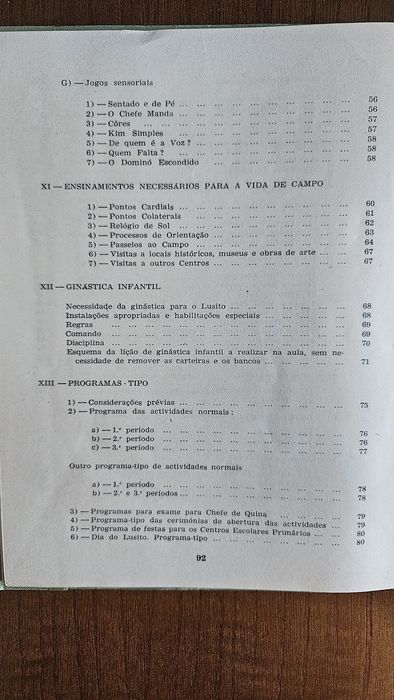 G) — Jogos sensoriais
1) — Sentado e de Pé ... 56
2) — O Chefe Manda ... 56
3) — Côres ... 57
4) — Kim Simples ... 57
5) — De quem é a Voz? ... 58
6) — Quem Falta? ... 58
7) — O Dominó Escondido ... 58
XI — ENSINAMENTOS NECESSÁRIOS PARA A VIDA DE CAMPO
1) — Pontos Cardiais ... 60
2) — Pontos Colaterais ... 61
3) — Relógio de Sol ... 62
4) — Processos de Orientação ... 63
5) — Passeios ao Campo ... 64
6) — Visitas a locais históricos, museus e obras de arte ... 67
7) — Visitas a outros Centros ... 67
XII — GINÁSTICA INFANTIL
Necessidade da ginástica para o Lusito ... 68
Instalações apropriadas e habilitações especiais ... 68
Regras ... 69
Comando ... 69
Disciplina ... 70
Esquema da lição de ginástica infantil a realizar na aula, sem ne-
cessidade de remover as carteiras e os bancos ... 71
XIII — PROGRAMAS-TIPO
1) — Considerações prévias ... 75
2) — Programa das actividades normais:
a) — 1.º período ... 76
b) — 2.º período ... 76
c) — 3.º período ... 77
Outro programa-tipo de actividades normais
a) — 1.º período ... 78
b) — 2.º e 3.º períodos ... 78
3) — Programas para exame para Chefe de Quina ... 79
4) — Programa-tipo das cerimónias de abertura das actividades ... 79
5) — Programa de festas para os Centros Escolares Primários ... 80
6) — Dia do Lusito. Programa-tipo ... 80
92